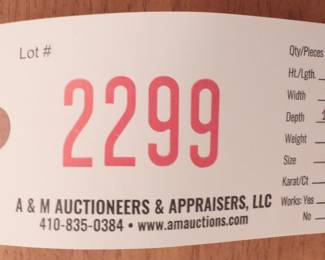 Lot #
2299
A & M AUCTIONEERS & APPRAISERS, LLC
410-835-0384 • www.amauctions.com
Qty/Pieces
Ht./Lgth.
Width
Depth
Weight
Size
Karat/Ct
Works: Yes
No